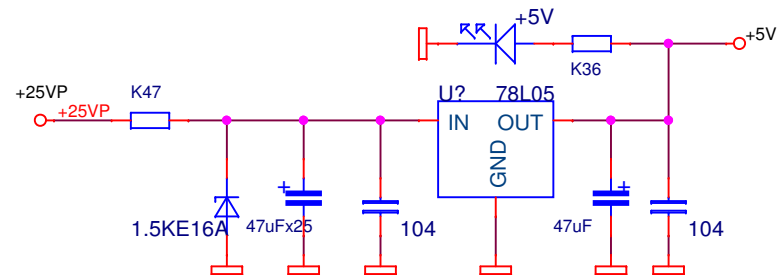 +5V
+5V
K36
+25VP
+25VP
K47
U? 78L05
IN OUT
GND
1.5KE16A
47uFx25
104
47uF
104